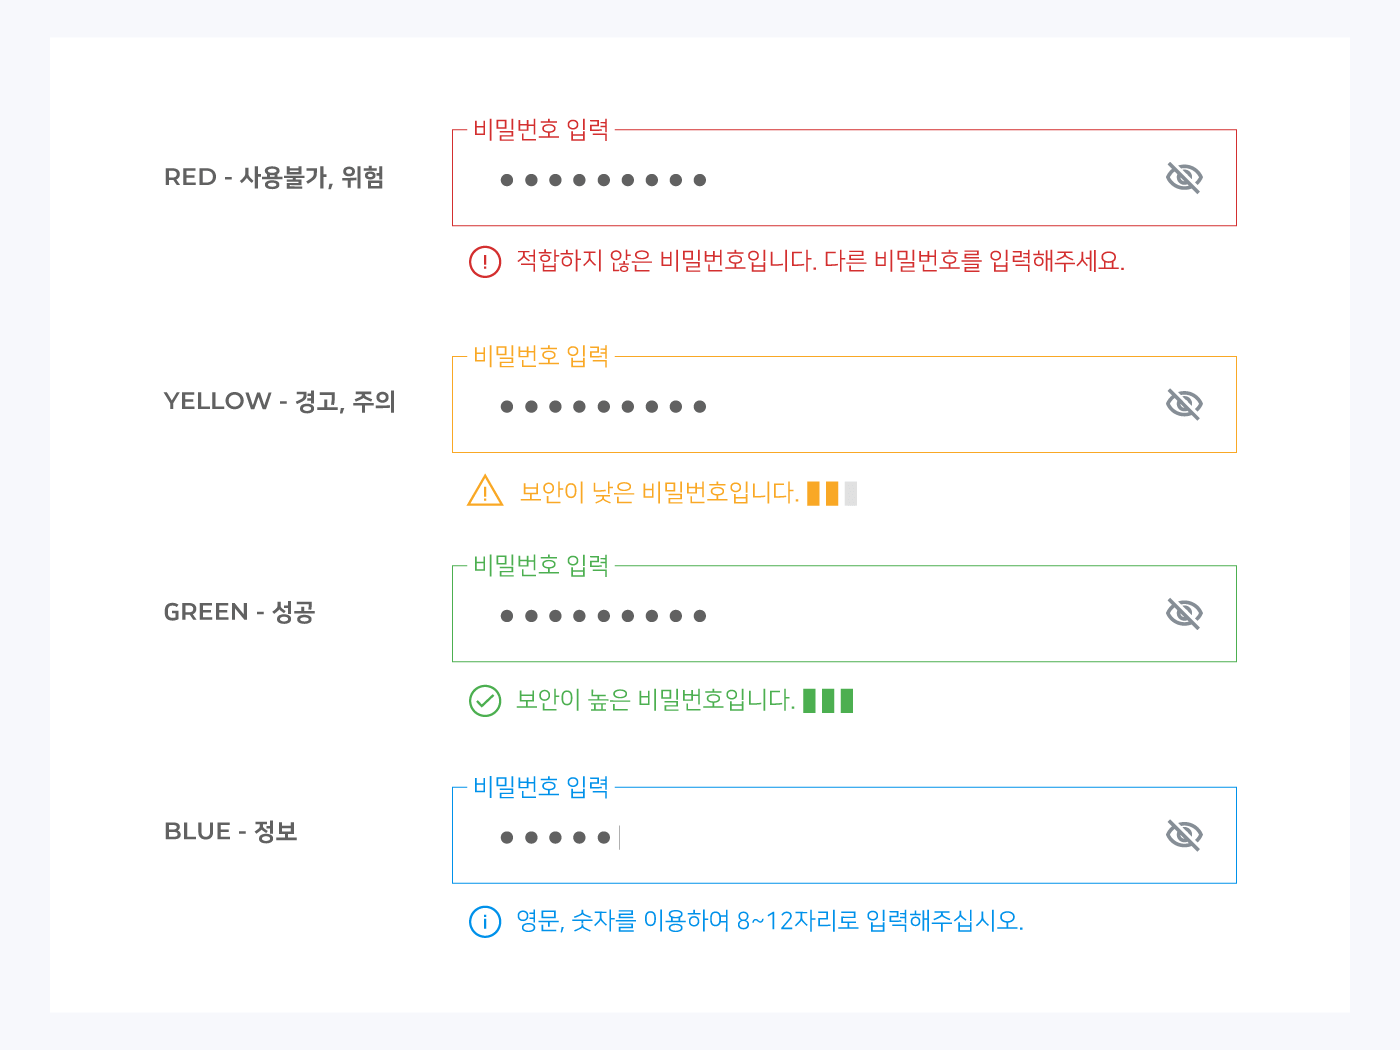 비밀번호 입력
RED - 사용불가, 위험
적합하지 않은 비밀번호입니다. 다른 비밀번호를 입력해주세요.
비밀번호 입력
YELLOW - 경고, 주의
보안이 낮은 비밀번호입니다.
비밀번호 입력
GREEN - 성공
보안이 높은 비밀번호입니다.
비밀번호 입력
BLUE - 정보
영문, 숫자를 이용하여 8~12자리로 입력해주십시오.